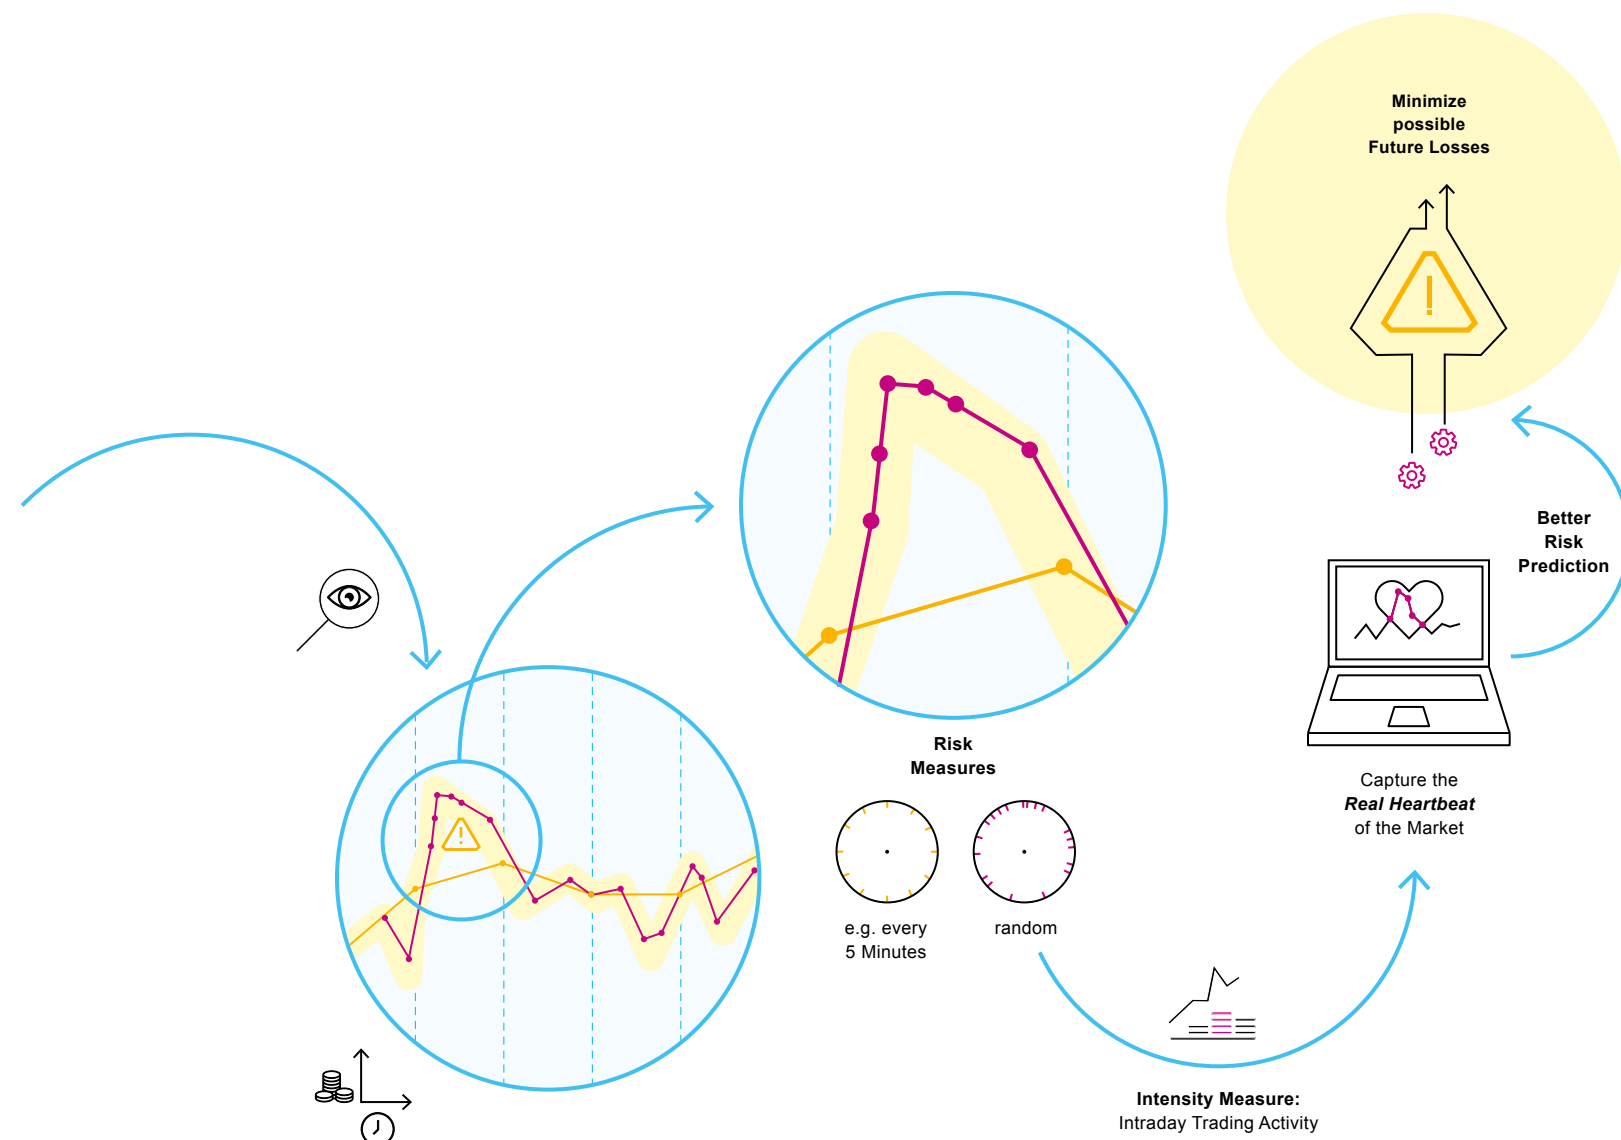 Minimize
possible
Future Losses
Better
Risk
Prediction
Risk
Measures
e.g. every
5 Minutes
random
Capture the
Real Heartbeat
of the Market
Intensity Measure:
Intraday Trading Activity